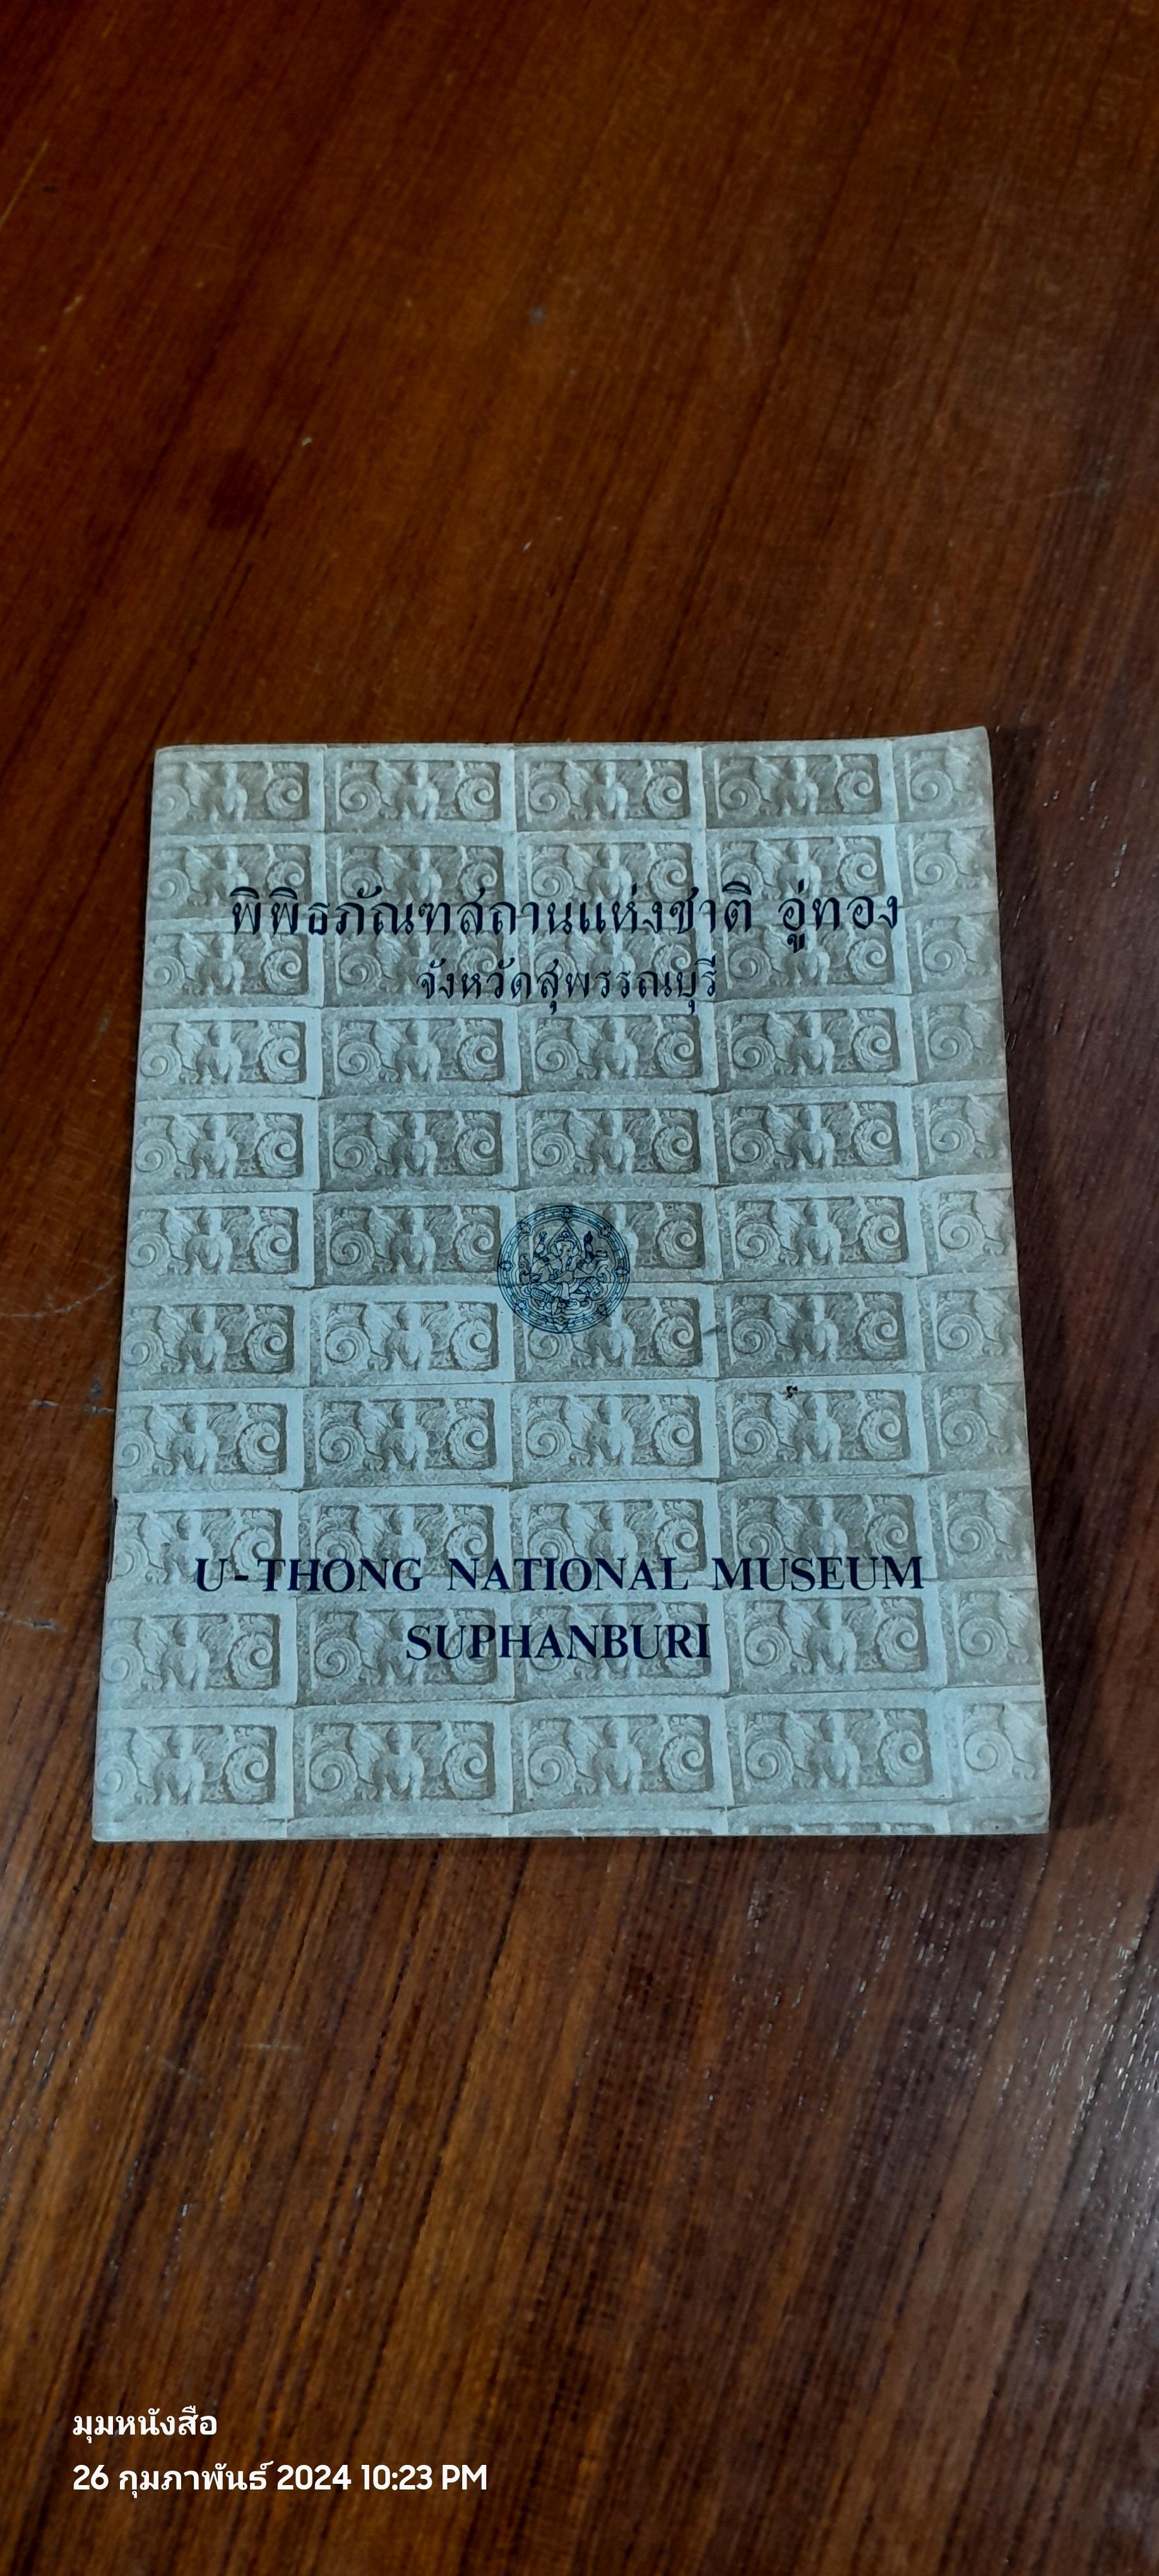 พิพิธภัณฑสถานแห่งชาติ อู่ทอง
จังหวัดสุพรรณบุรี
U-THONG NATIONAL MUSEUM
SUPHANBURI
มุมหนังสือ
26 กุมภาพันธ์ 2024 10:23 PM